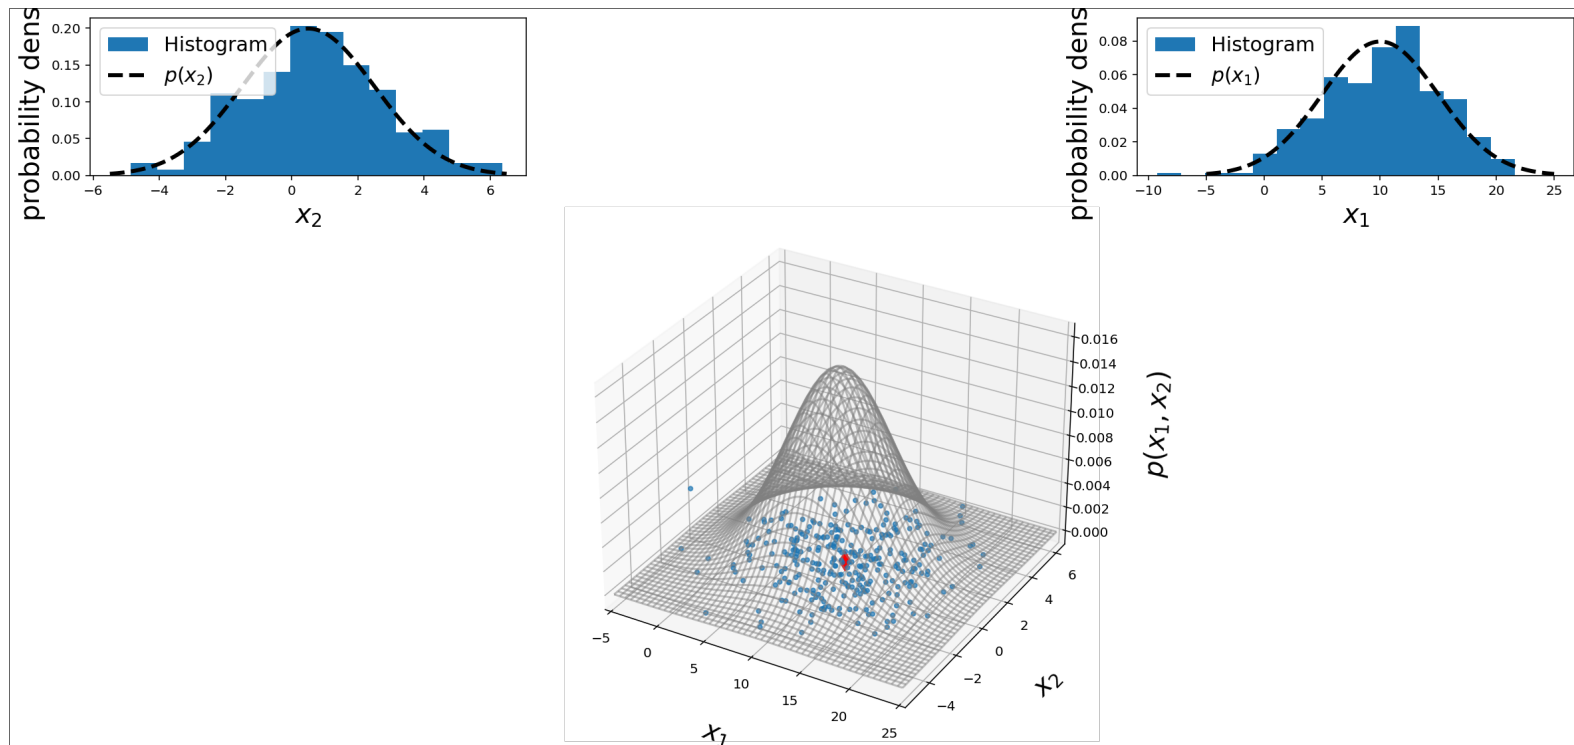 probability dens
0.20
0.15
0.10
0.05
0.00
Histogram
p(x₂)
−6 −4 −2 0 2 4 6
x₂
probability dens
0.08
0.06
0.04
0.02
0.00
Histogram
p(x₁)
−10 −5 0 5 10 15 20 25
x₁
0.016
0.014
0.012
0.010
0.008
0.006
0.004
0.002
0.000
p(x₁, x₂)
−5 0 5 10 15 20 25
x₁
−4 −2 0 2 4 6
x₂